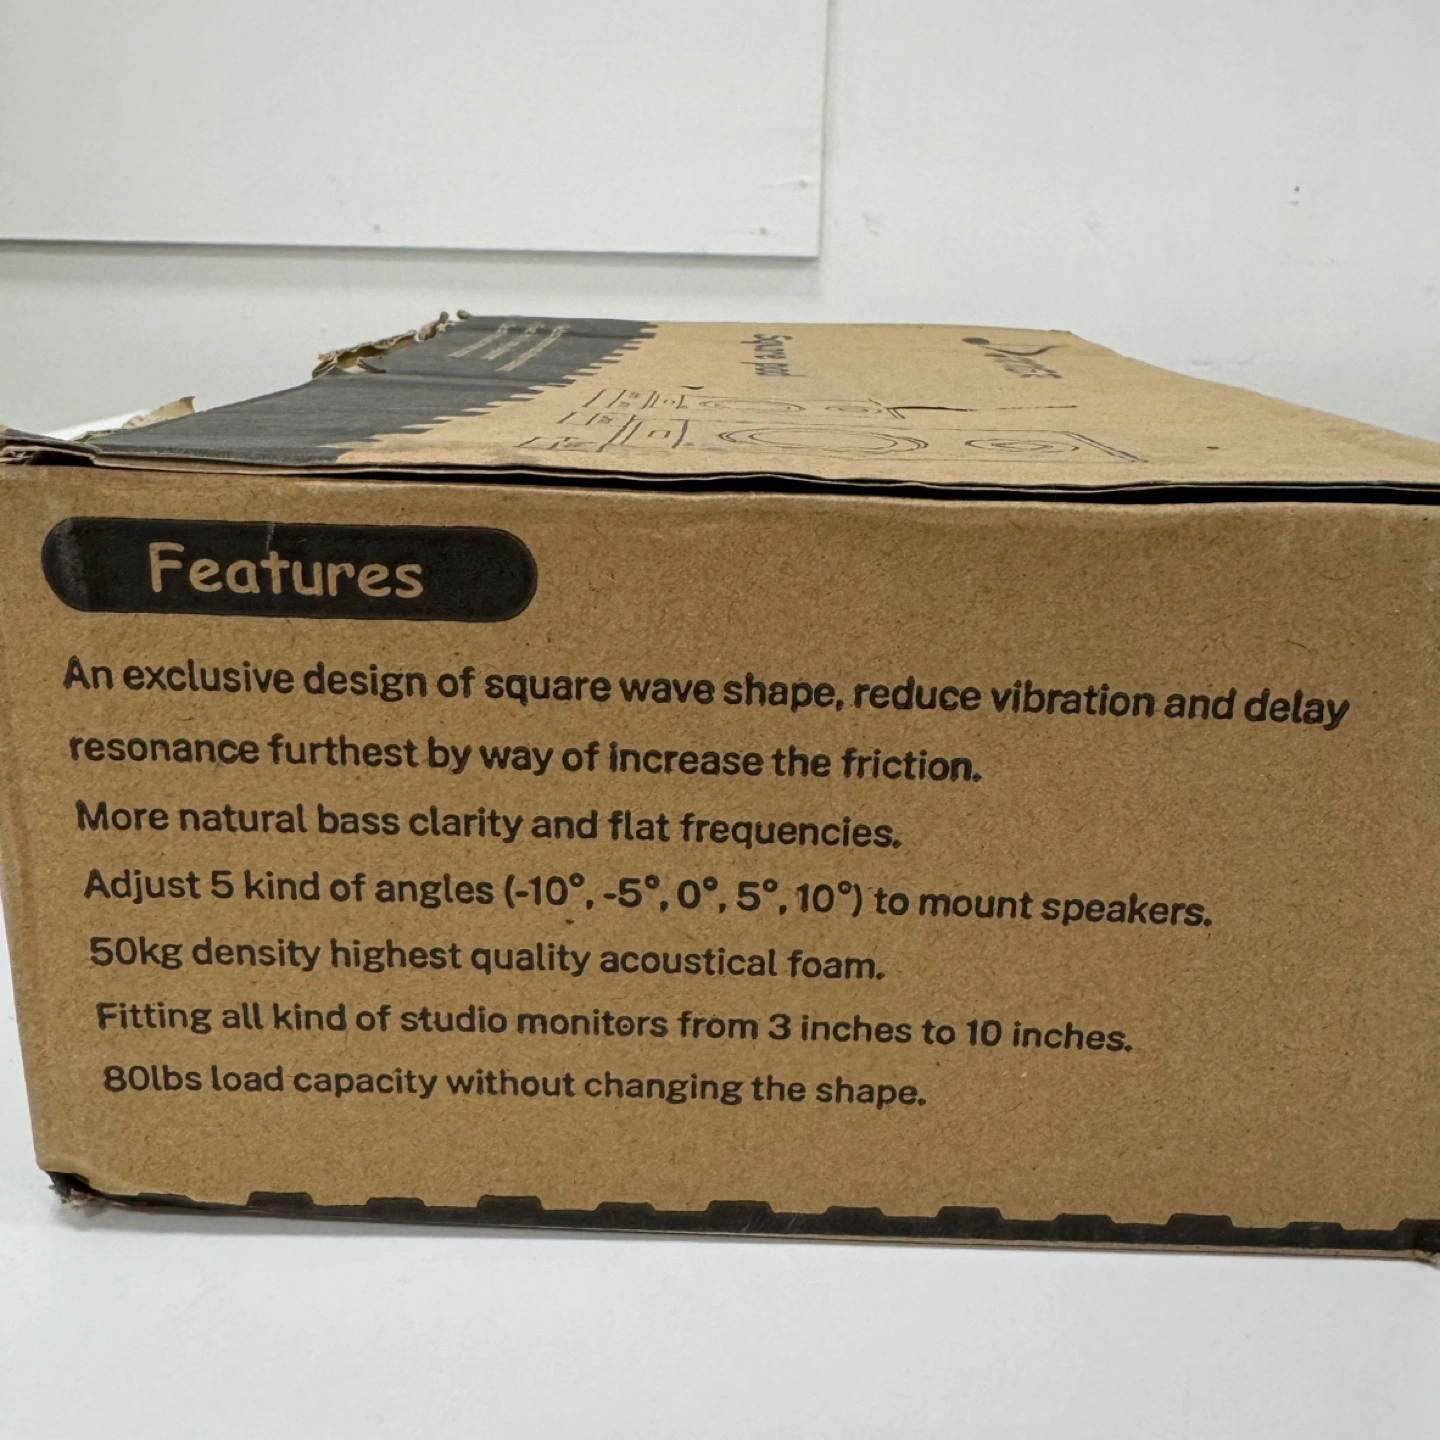 Square pad
Features
An exclusive design of square wave shape, reduce vibration and delay
resonance furthest by way of increase the friction.
More natural bass clarity and flat frequencies.
Adjust 5 kind of angles (-10°, -5°, 0°, 5°, 10°) to mount speakers.
50kg density highest quality acoustical foam.
Fitting all kind of studio monitors from 3 inches to 10 inches.
80lbs load capacity without changing the shape.